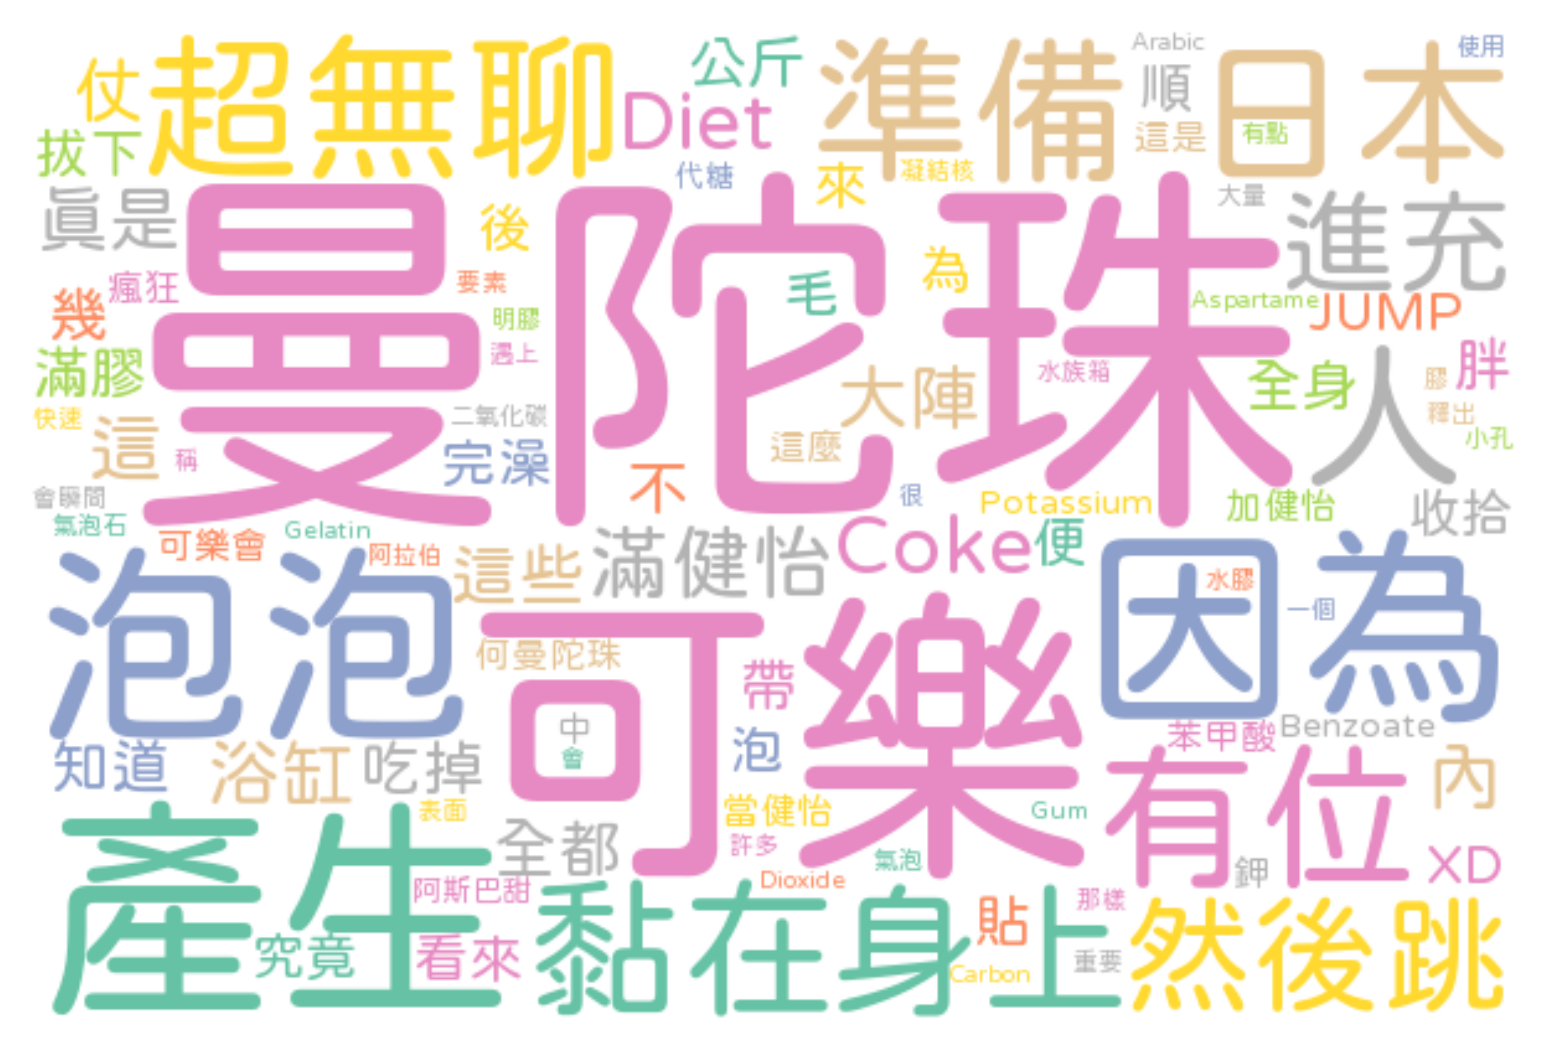 仗
超無聊
公斤
準備
Arabic
順
日本
使用
拔下
Diet
這是
有點
代糖
來
凝結核
大量
真是
曼陀珠
後
進充
瘋狂
要素
毛
為
幾
明膠
Aspartame
JUMP
滿膠
遇上
大陣
水族箱
全身
人
膠
胖
快速
這
二氧化碳
這麼
釋出
小孔
稱
完澡
不
會瞬間
很
Potassium
加健怡
收拾
氣泡石
可樂會
Gelatin
阿拉伯
這些
滿健怡
Coke
便
泡泡
可樂
因為
水膠
一個
何曼陀珠
帶
中
會
泡
苯甲酸
Benzoate
知道
浴缸
吃掉
有位
內
產生
表面
當健怡
Gum
全都
許多
氣泡
鉀
XD
阿斯巴甜
Dioxide
黏在身上
貼
那樣
然後跳
究竟
看來
Carbon
重要